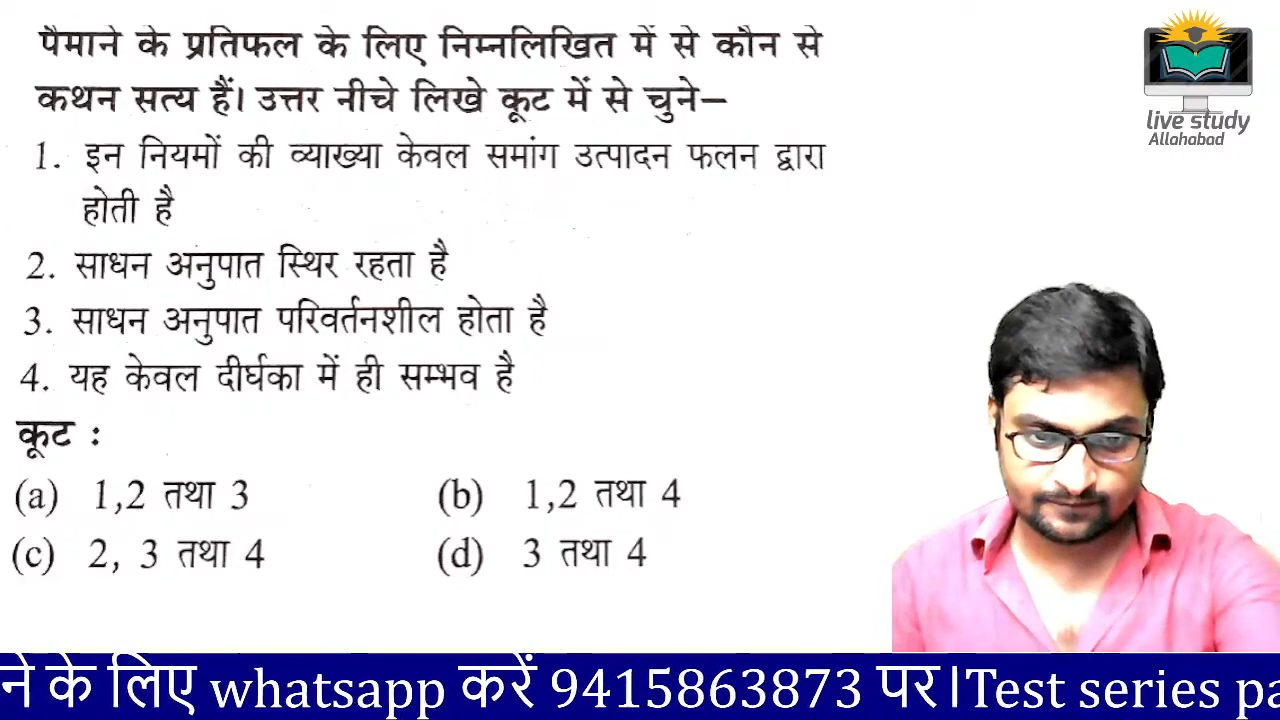 पैमाने के प्रतिफल के लिए निम्नलिखित में से कौन से
कथन सत्य हैं। उत्तर नीचे लिखे कूट में से चुने–
1. इन नियमों की व्याख्या केवल समांग उत्पादन फलन द्वारा
होती है
2. साधन अनुपात स्थिर रहता है
3. साधन अनुपात परिवर्तनशील होता है
4. यह केवल दीर्घका में ही सम्भव है
कूट :
(a) 1,2 तथा 3
(b) 1,2 तथा 4
(c) 2, 3 तथा 4
(d) 3 तथा 4
live study
Allahabad
ने के लिए whatsapp करें 9415863873 पर।Test series pa